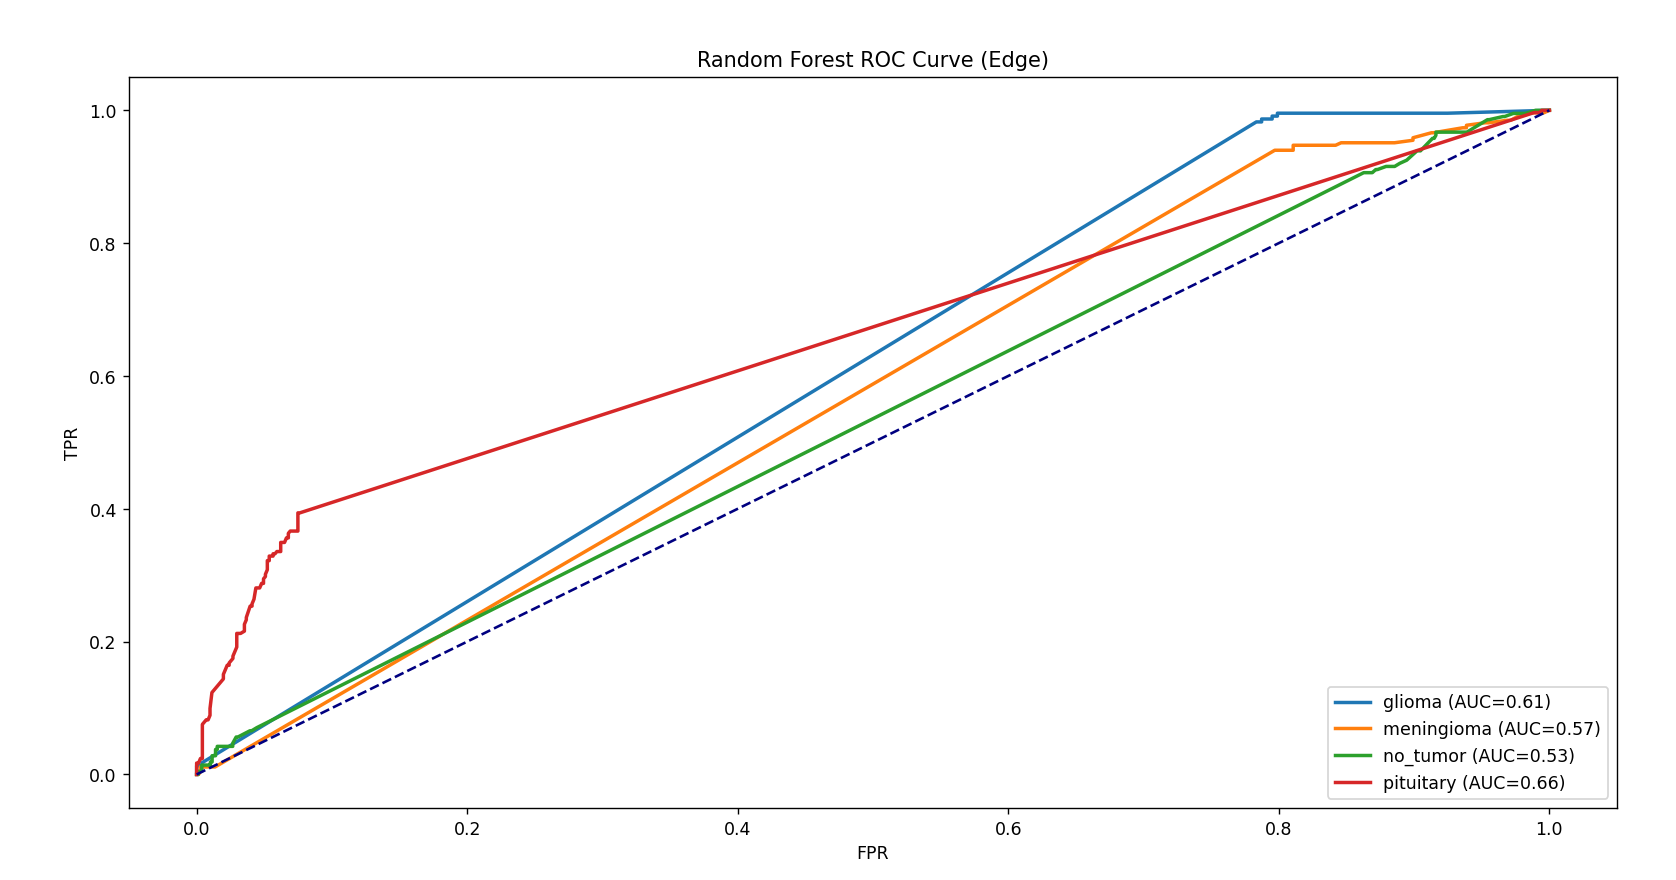 Random Forest ROC Curve (Edge)
TPR
1.0
0.8
0.6
0.4
0.2
0.0
0.0 0.2 0.4 0.6 0.8 1.0
FPR
glioma (AUC=0.61)
meningioma (AUC=0.57)
no_tumor (AUC=0.53)
pituitary (AUC=0.66)